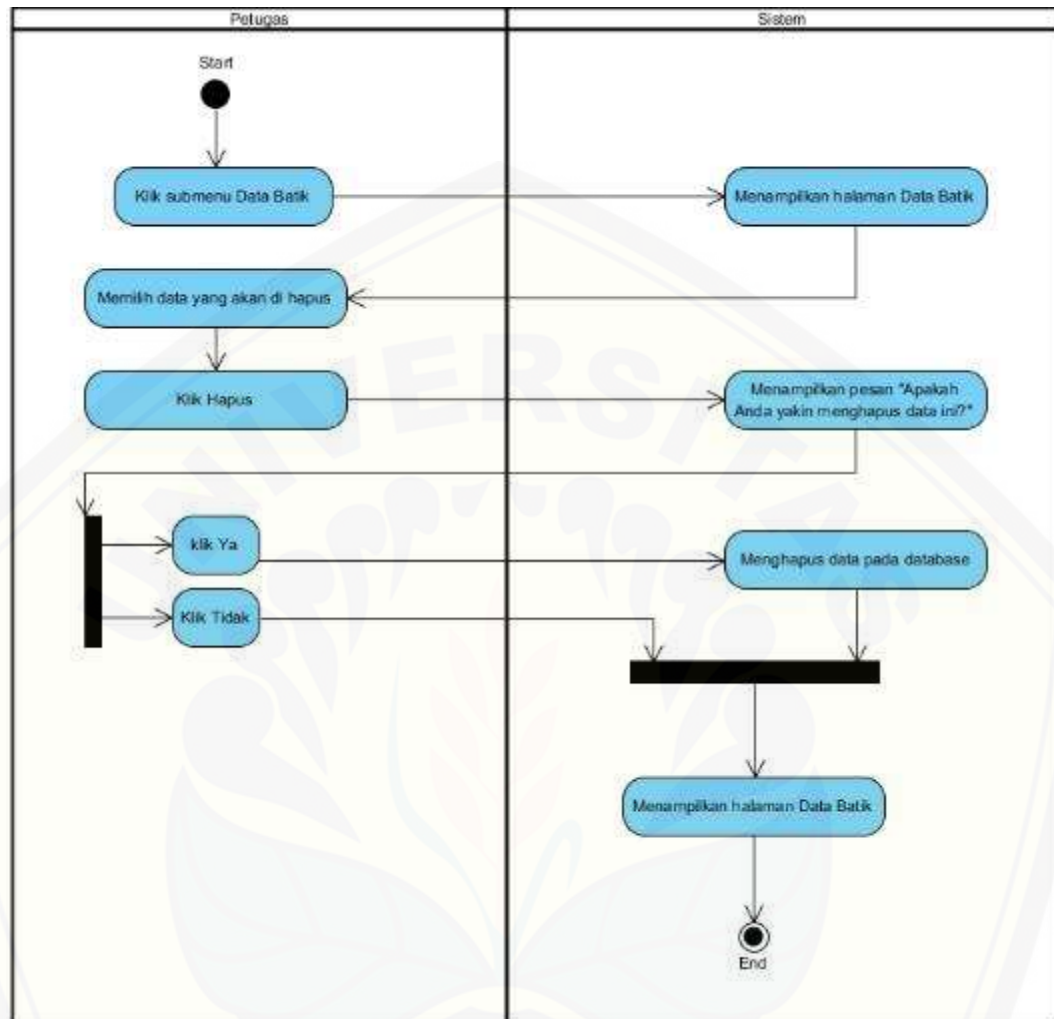 Petugas
Sistem
Start
Klik submenu Data Batik
Menampilkan halaman Data Batik
Memilih data yang akan di hapus
Klik Hapus
Menampilkan pesan "Apakah
Anda yakin menghapus data ini?"
klik Ya
Menghapus data pada database
Klik Tidak
Menampilkan halaman Data Batik
End
UNIVERSITAS